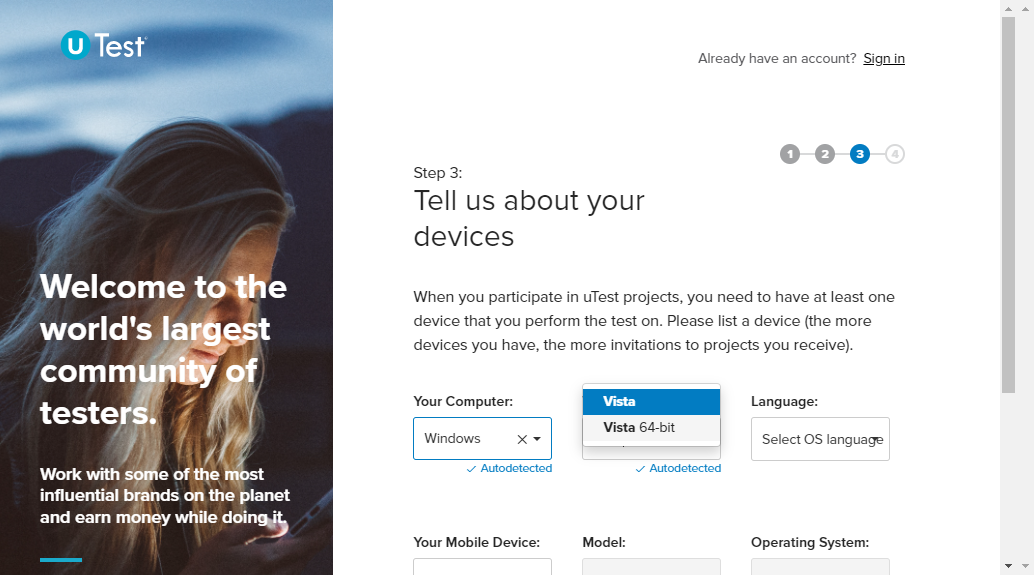 uTest
Already have an account? Sign in
1 2 3 4
Step 3:
Tell us about your
devices
Welcome to the
world's largest
community of
testers.
Work with some of the most
influential brands on the planet
and earn money while doing it.
When you participate in uTest projects, you need to have at least one
device that you perform the test on. Please list a device (the more
devices you have, the more invitations to projects you receive).
Your Computer:
Windows
Autodetected
Vista
Vista 64-bit
Autodetected
Language:
Select OS language
Your Mobile Device:
Model:
Operating System: